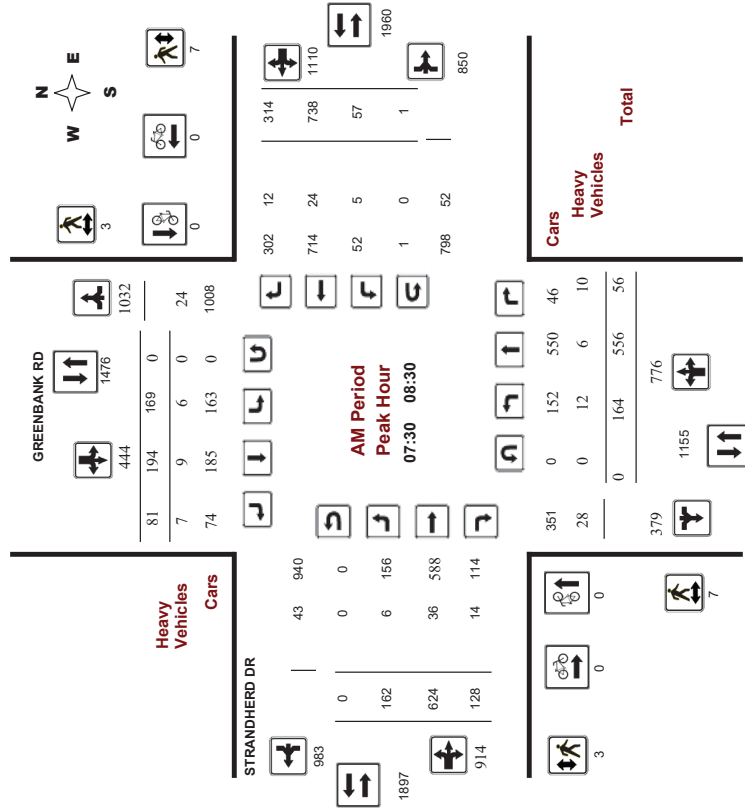 N
W E
S
3
7
0
0
GREENBANK RD
1476
444
1032
81 194 169 0
Heavy Vehicles
7 9 6 0 24
Cars
74 185 163 0 1008
STRANDHERD DR
983
43 940
0 0 0
162 6 156
624 36 588
128 14 114
1897
914
AM Period
Peak Hour
07:30 08:30
302 12 314
714 24 738
52 5 57
1 0 1
798 52
1110
1960
850
Cars
351 0 152 550 46
Heavy
Vehicles
28 0 12 6 10
Total
0 164 556 56
379
1155
776
0
0
3
7